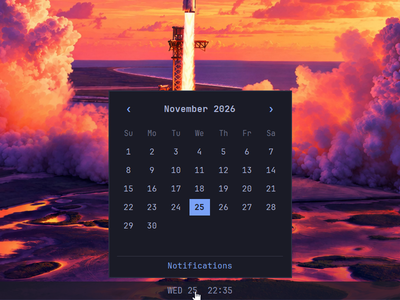 ‹ November 2026 ›
Su Mo Tu We Th Fr Sa
1 2 3 4 5 6 7
8 9 10 11 12 13 14
15 16 17 18 19 20 21
22 23 24 25 26 27 28
29 30
Notifications
WED 25 22:35